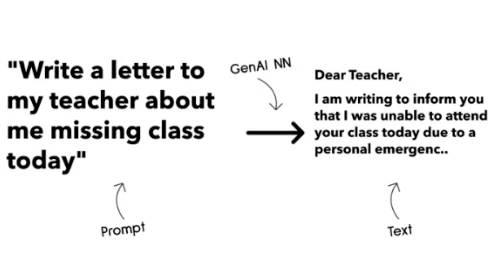 "Write a letter to
my teacher about
me missing class
today"
GenAI NN
Dear Teacher,
I am writing to inform you
that I was unable to attend
your class today due to a
personal emergenc..
Prompt
Text